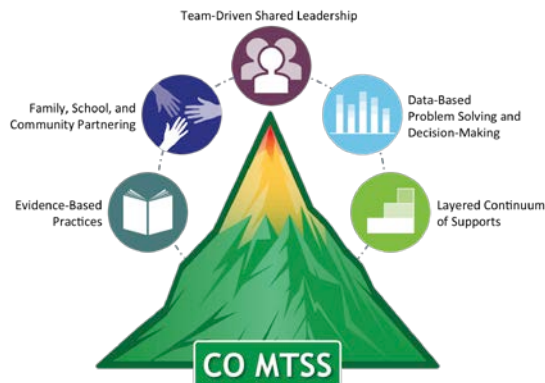 Team-Driven Shared Leadership
Family, School, and
Community Partnering
Data-Based
Problem Solving and
Decision-Making
Evidence-Based
Practices
Layered Continuum
of Supports
CO MTSS